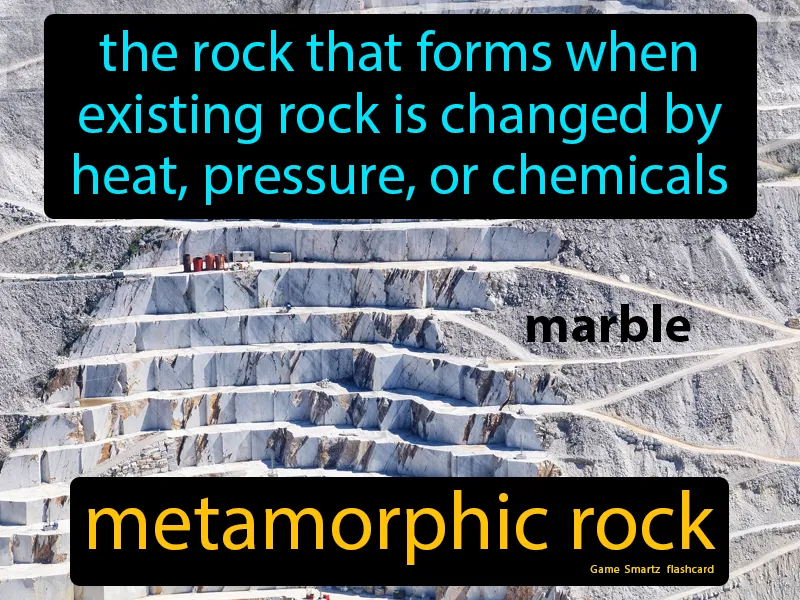 the rock that forms when
existing rock is changed by
heat, pressure, or chemicals
marble
metamorphic rock
Game Smartz flashcard